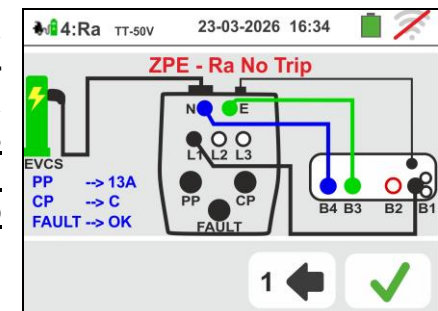 4:Ra TT-50V 23-03-2026 16:34
ZPE - Ra No Trip
N E
L1 L2 L3
EVCS
PP --> 13A
CP --> C
FAULT --> OK
PP CP
FAULT
B4 B3 B2 B1
1